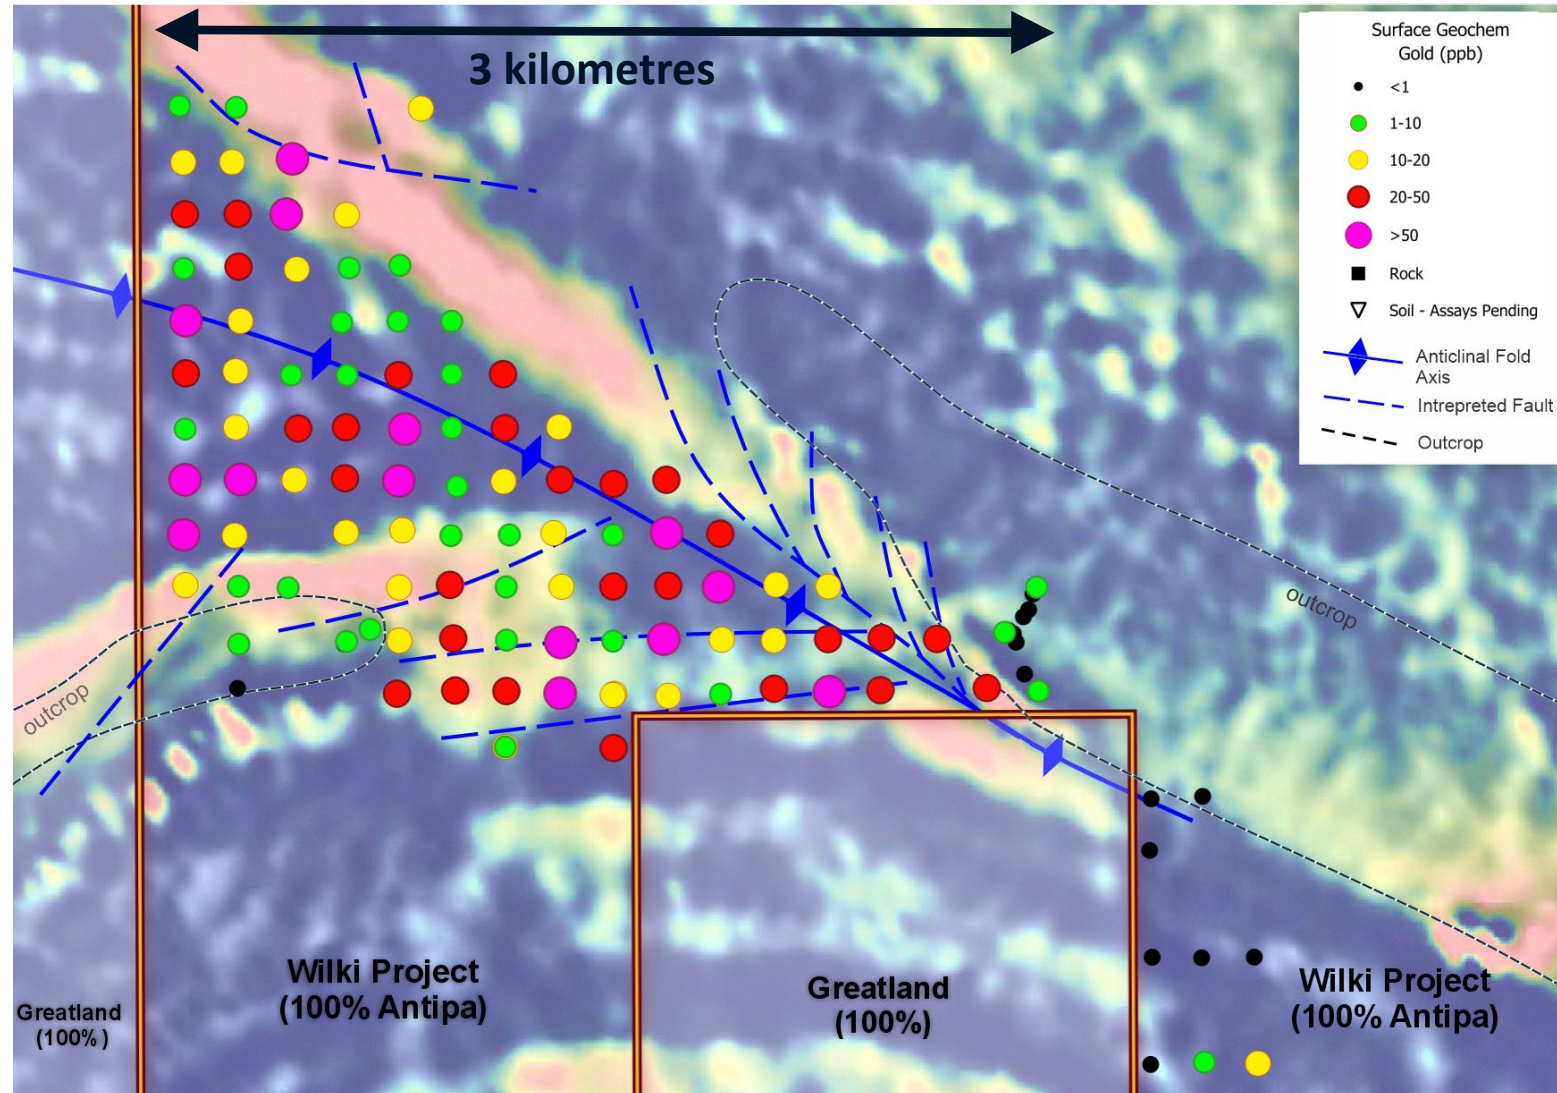 3 kilometres
Surface Geochem
Gold (ppb)
<1
1-10
10-20
20-50
>50
Rock
Soil - Assays Pending
Anticlinal Fold
Axis
Intrepreted Fault
Outcrop
outcrop
outcrop
Wilki Project
(100% Antipa)
Greatland
(100%)
Greatland
(100%)
Wilki Project
(100% Antipa)